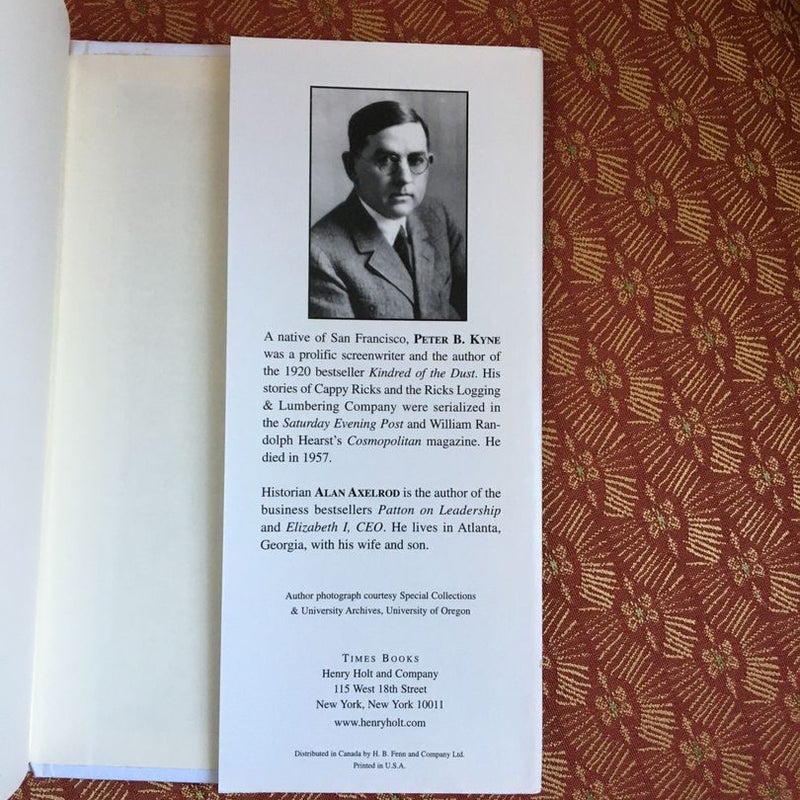 A native of San Francisco, PETER B. KYNE
was a prolific screenwriter and the author of
the 1920 bestseller Kindred of the Dust. His
stories of Cappy Ricks and the Ricks Logging
& Lumbering Company were serialized in
the Saturday Evening Post and William Ran-
dolph Hearst's Cosmopolitan magazine. He
died in 1957.
Historian ALAN AXELROD is the author of the
business bestsellers Patton on Leadership
and Elizabeth I, CEO. He lives in Atlanta,
Georgia, with his wife and son.
Author photograph courtesy Special Collections
& University Archives, University of Oregon
TIMES BOOKS
Henry Holt and Company
115 West 18th Street
New York, New York 10011
www.henryholt.com
Distributed in Canada by H. B. Fenn and Company Ltd.
Printed in U.S.A.